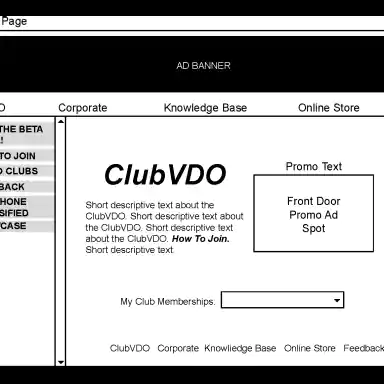 Page
AD BANNER
O Corporate Knowledge Base Online Store
THE BETA
!
TO JOIN
CLUBS
BACK
HONE
SIFIED
CASE
ClubVDO
Short descriptive text about the
ClubVDO. Short descriptive text about
the ClubVDO. Short descriptive text
about the ClubVDO. How To Join.
Short descriptive text
Promo Text
Front Door
Promo Ad
Spot
My Club Memberships:
ClubVDO Corporate Knowliedge Base Online Store Feedback